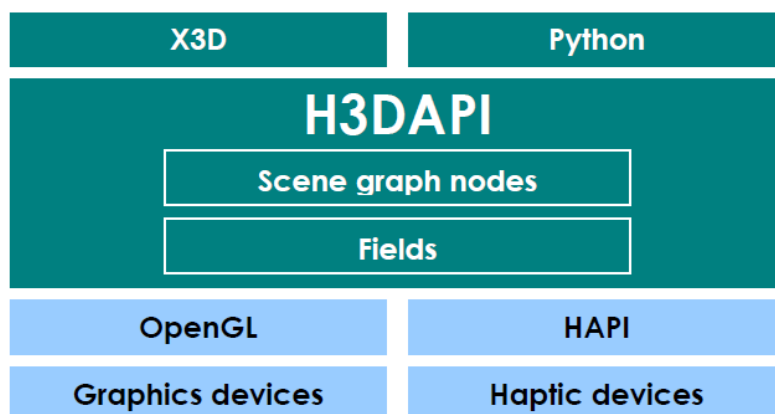 X3D
Python
H3DAPI
Scene graph nodes
Fields
OpenGL
HAPI
Graphics devices
Haptic devices